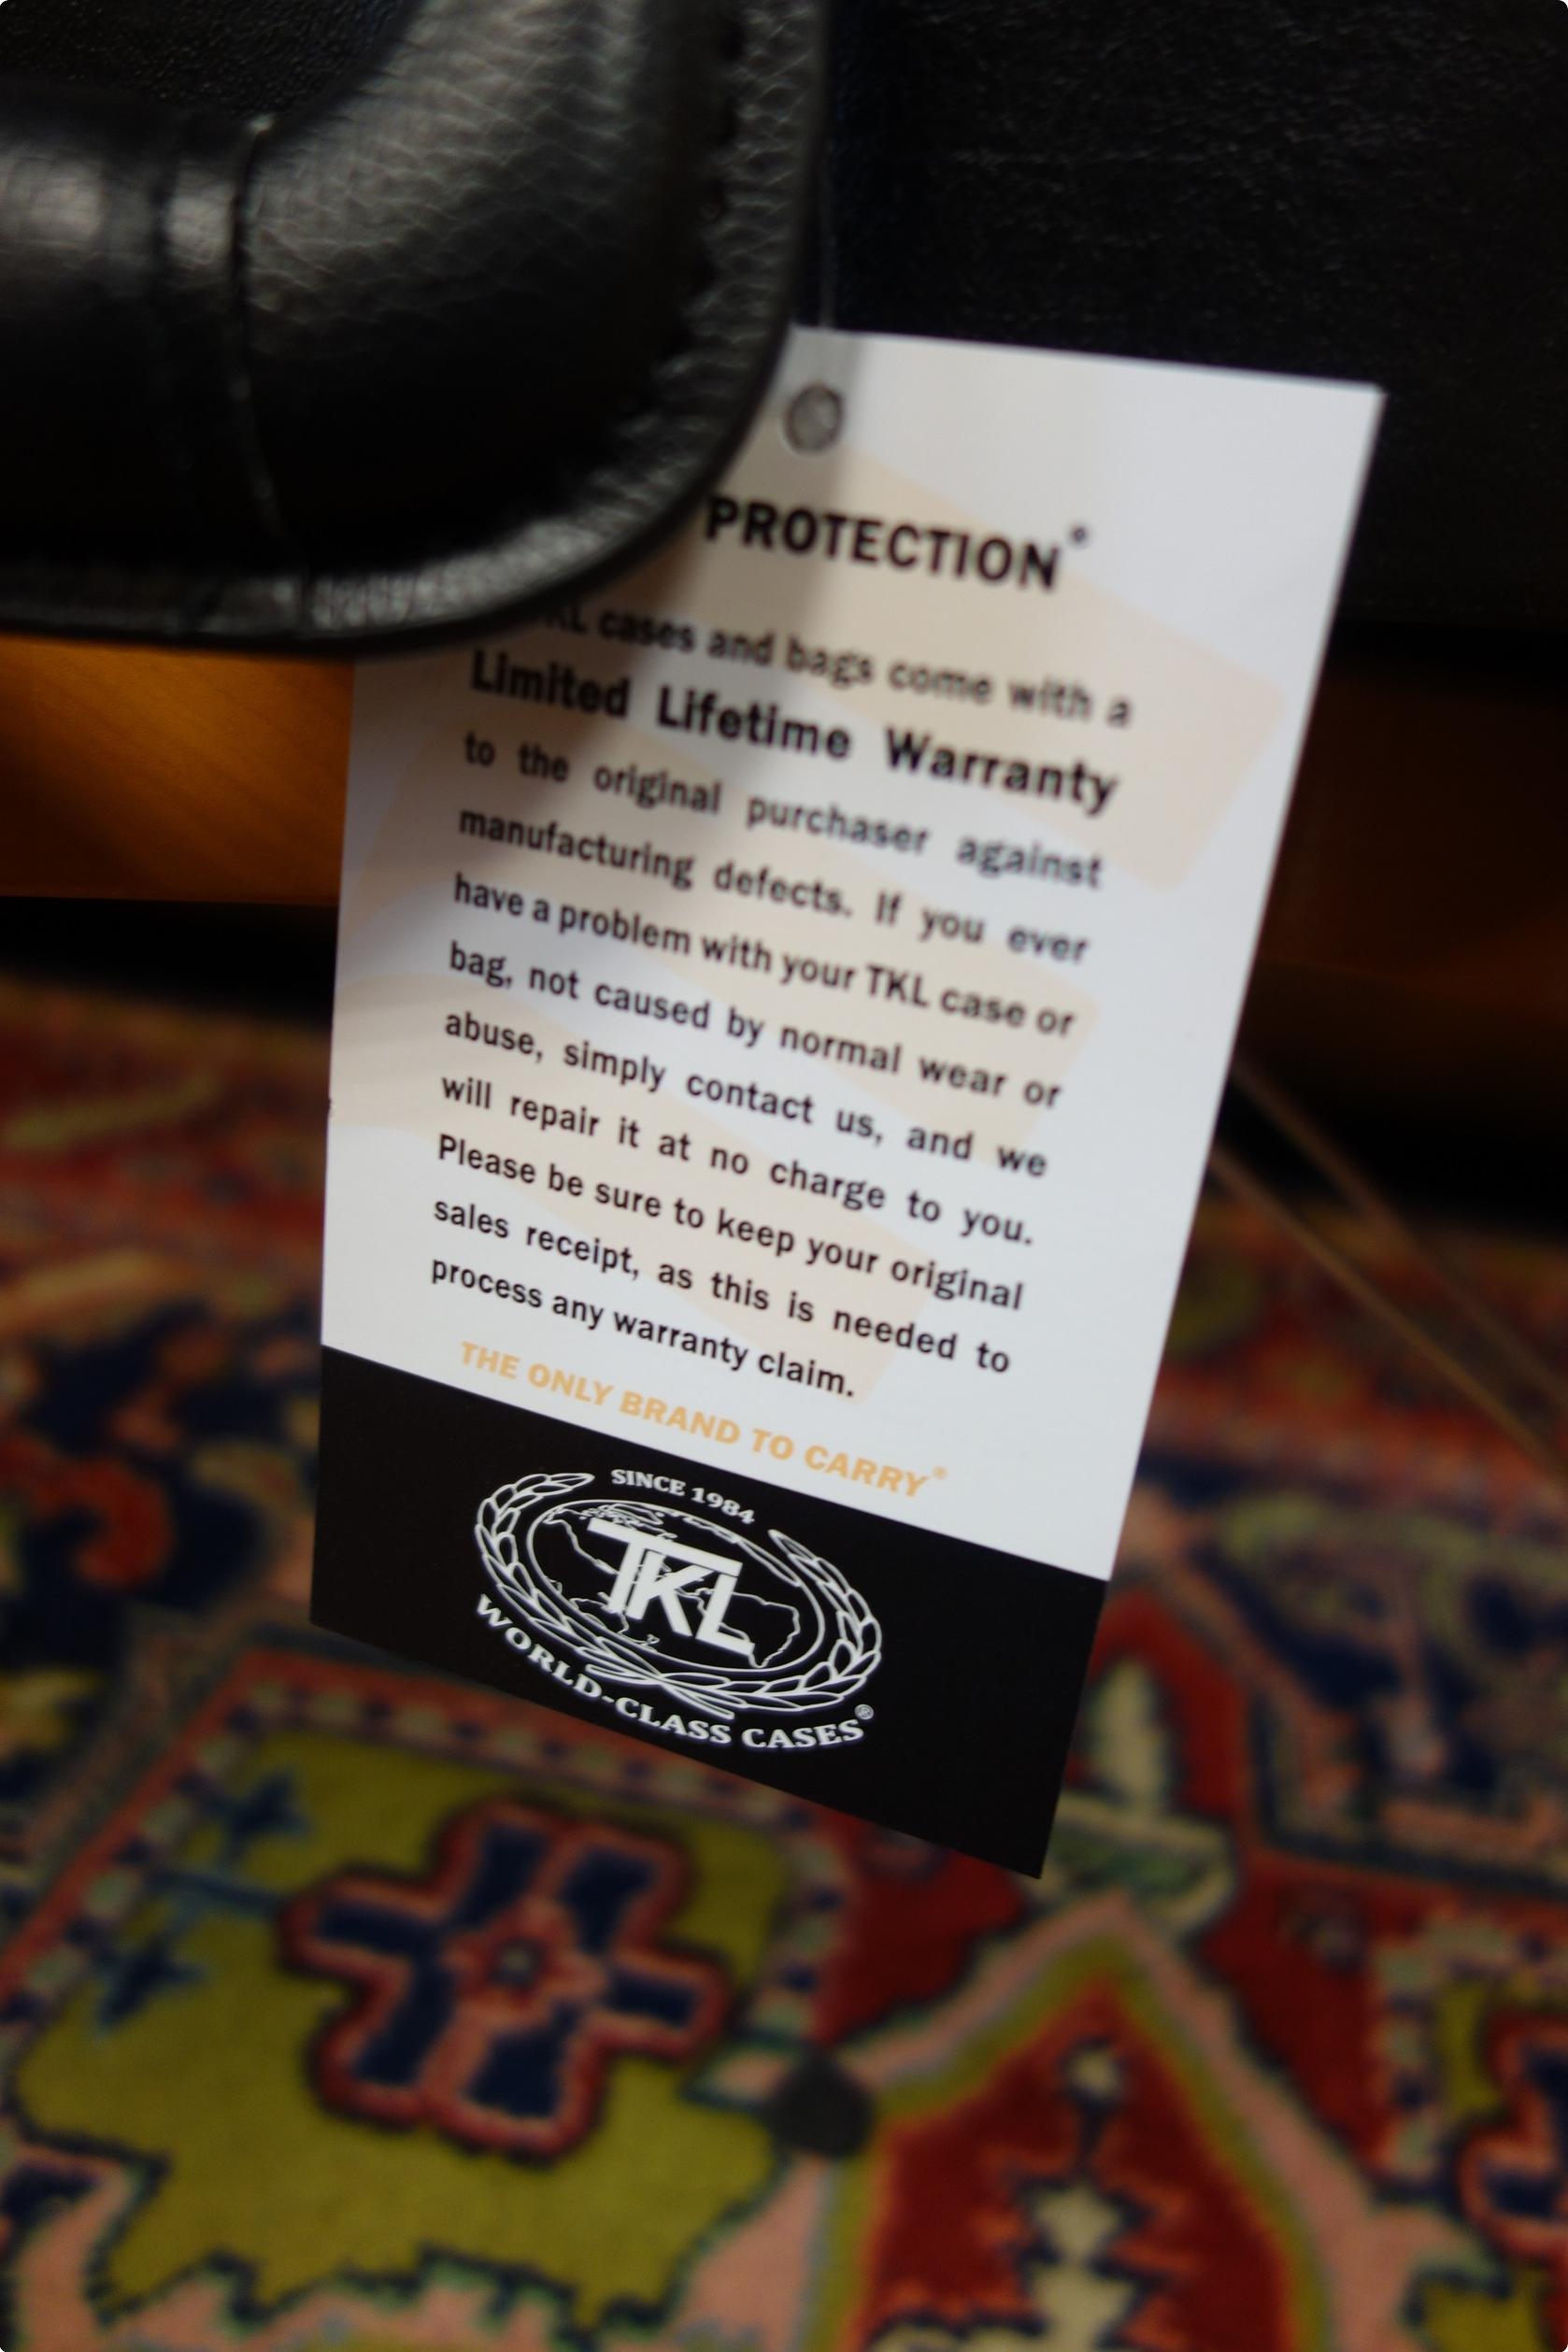 PROTECTION®
TKL cases and bags come with a
Limited Lifetime Warranty
to the original purchaser against
manufacturing defects. If you ever
have a problem with your TKL case or
bag, not caused by normal wear or
abuse, simply contact us, and we
will repair it at no charge to you.
Please be sure to keep your original
sales receipt, as this is needed to
process any warranty claim.
THE ONLY BRAND TO CARRY®
SINCE 1984
TKL
WORLD-CLASS CASES®